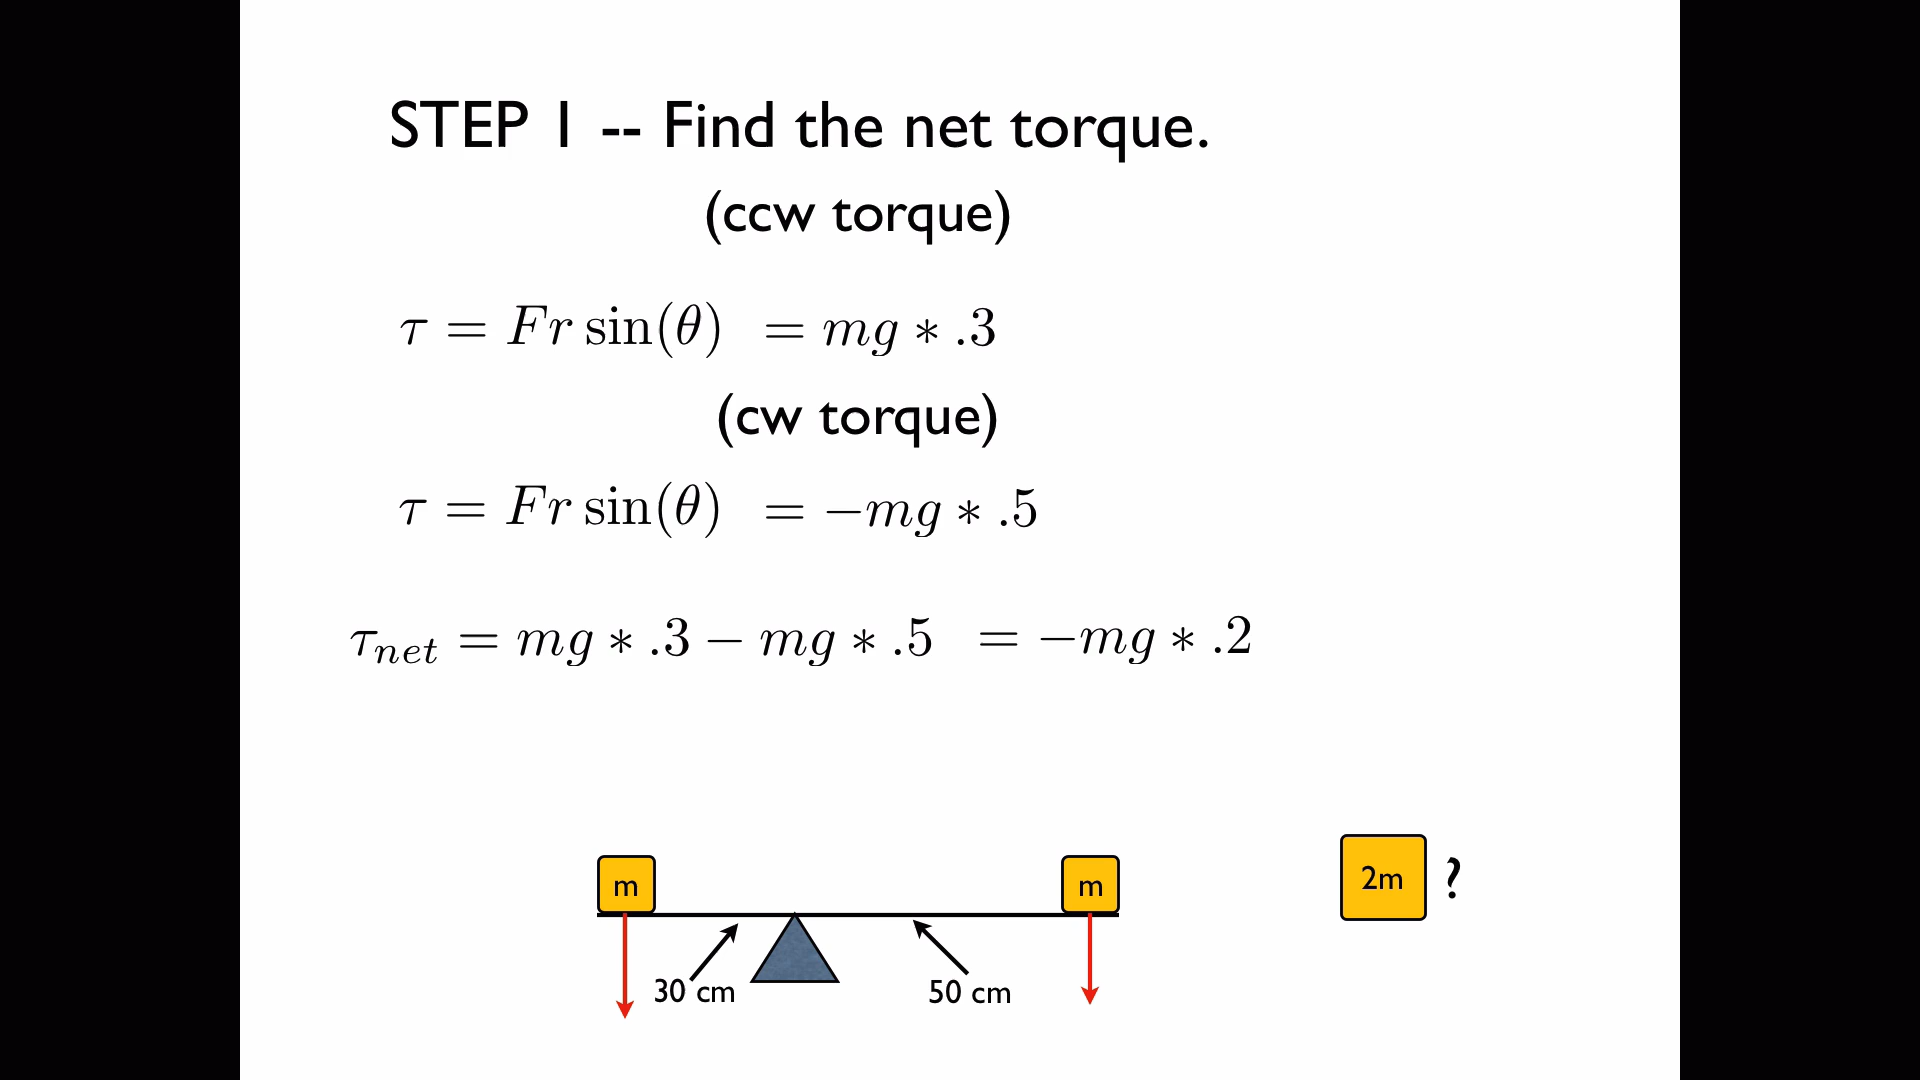 STEP 1 -- Find the net torque.
(ccw torque)
τ = Fr sin(θ) = mg ∗ .3
(cw torque)
τ = Fr sin(θ) = −mg ∗ .5
τ_net = mg ∗ .3 − mg ∗ .5 = −mg ∗ .2
m m 2m ?
30 cm 50 cm